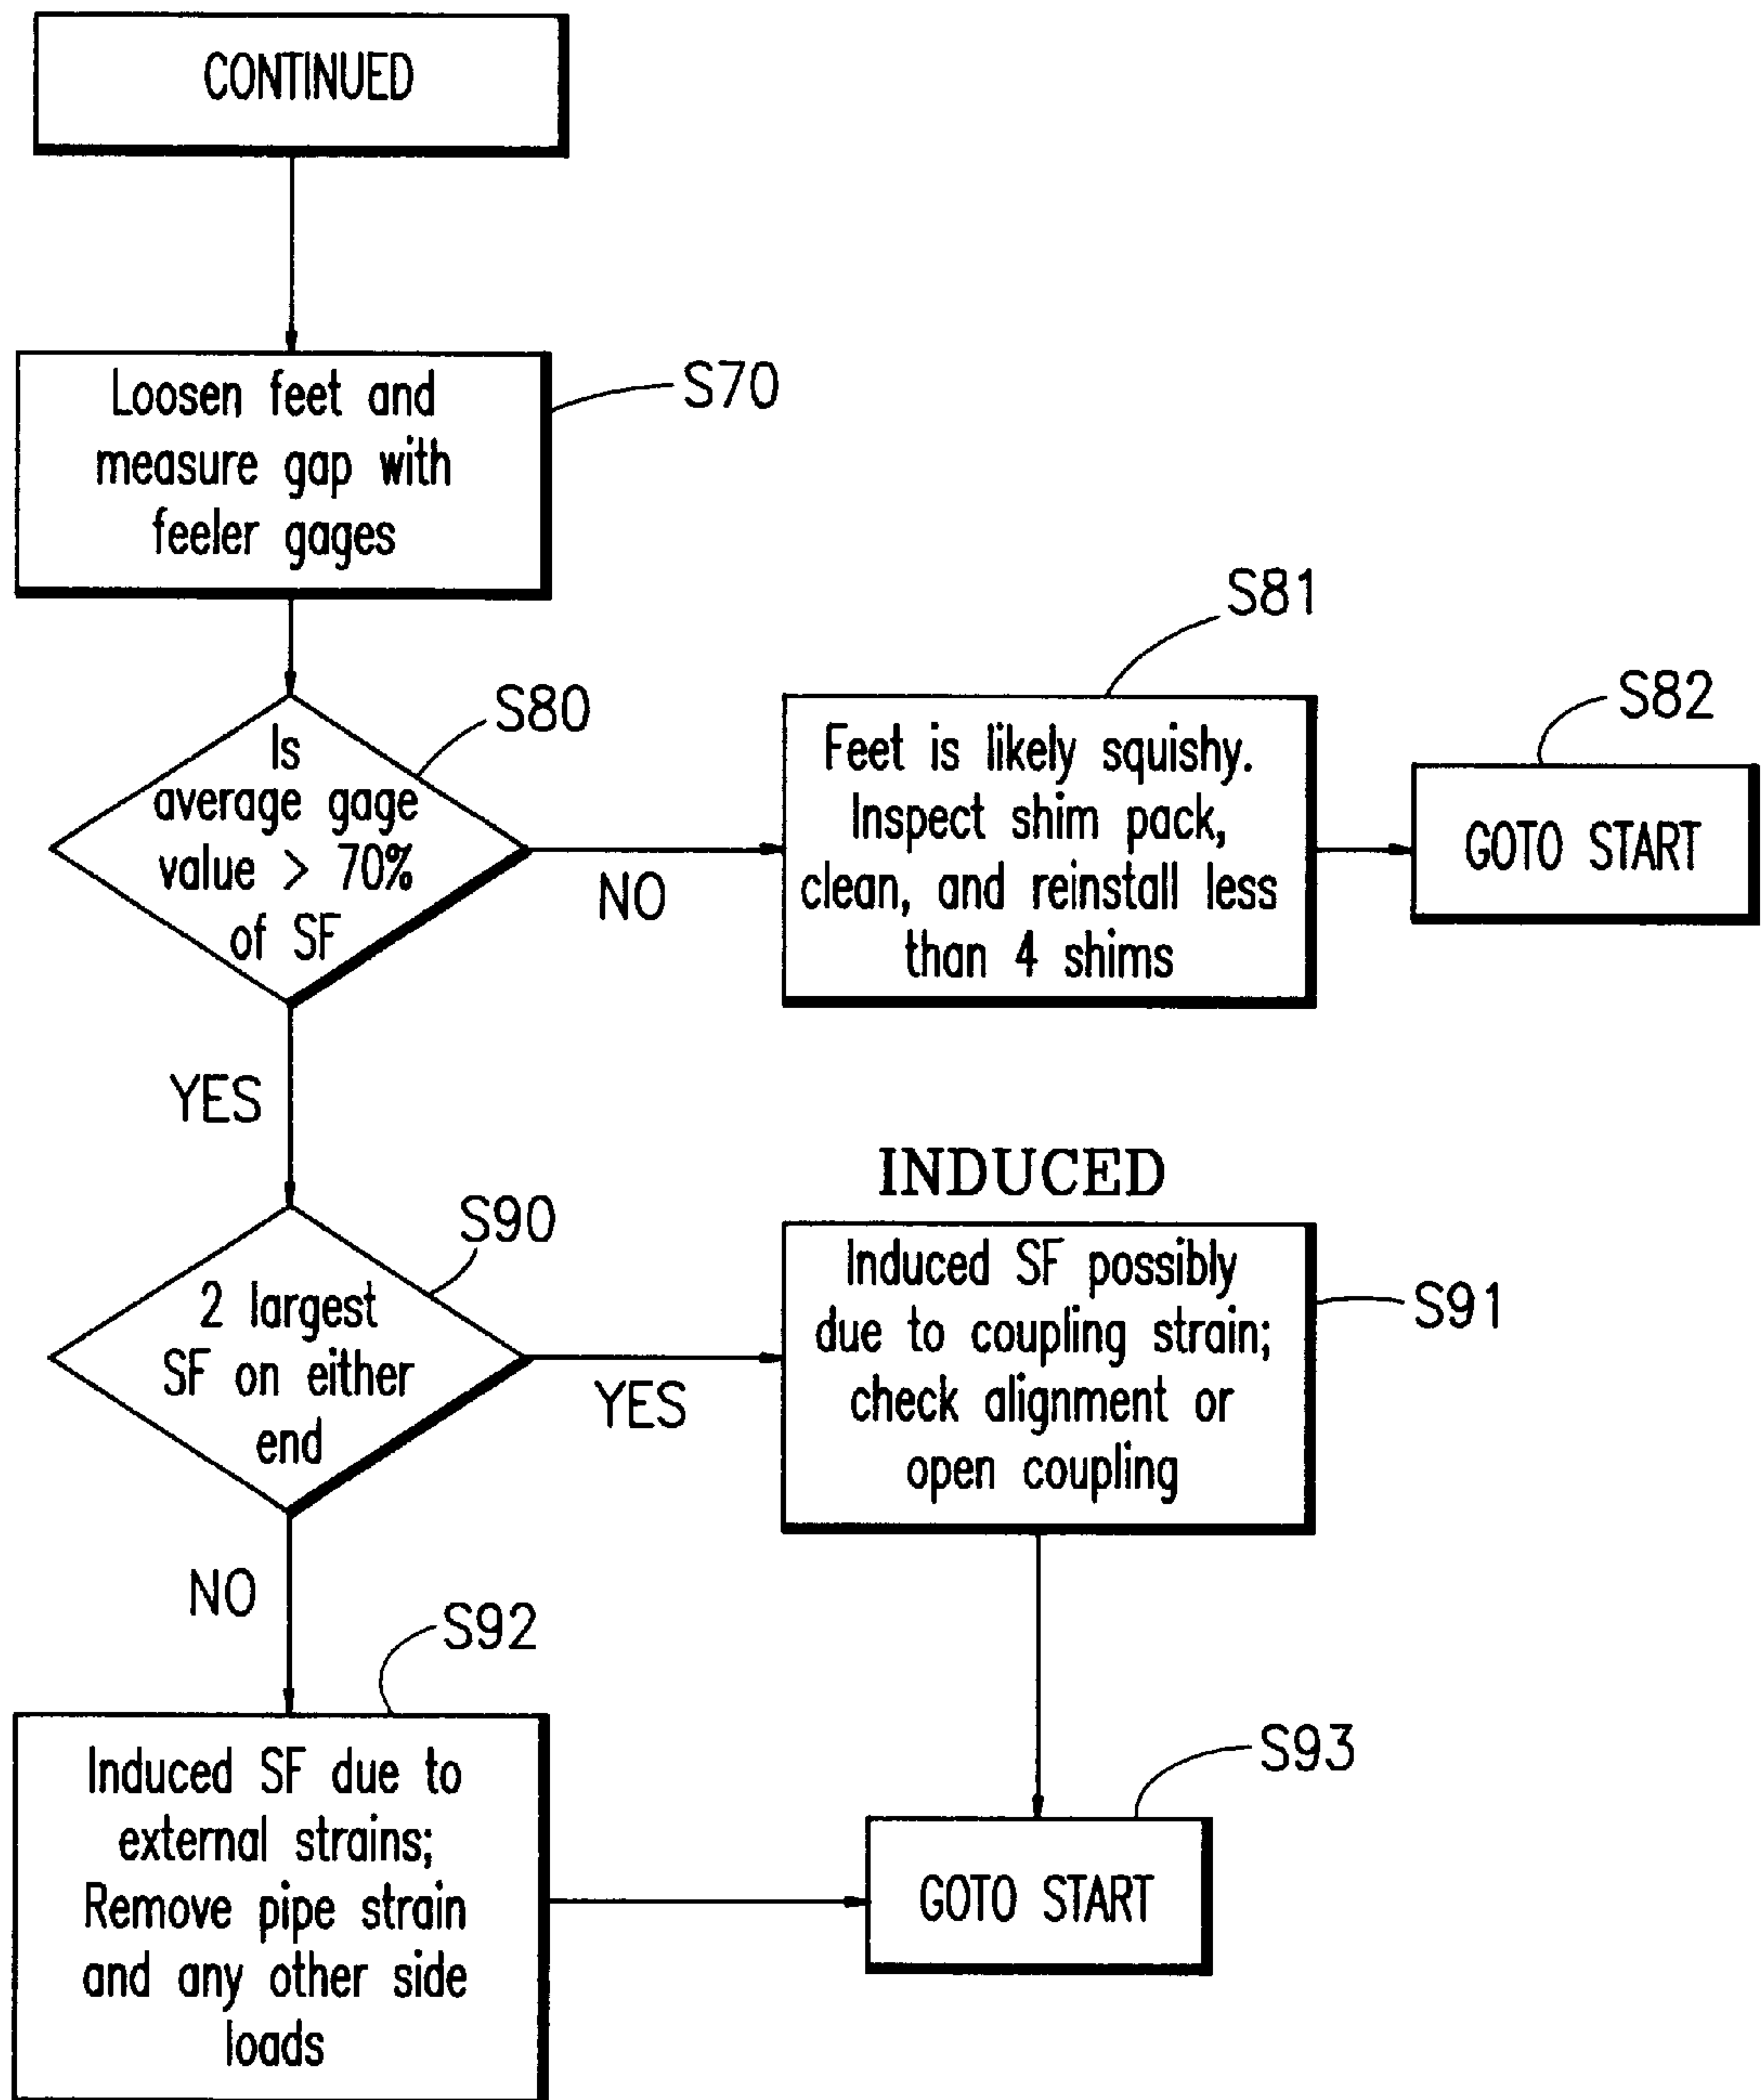 CONTINUED
Loosen feet and
measure gap with
feeler gages
S70
Is
average gage
value > 70%
of SF
S80
NO
YES
Feet is likely squishy.
Inspect shim pack,
clean, and reinstall less
than 4 shims
S81
GOTO START
S82
2 largest
SF on either
end
S90
YES
NO
INDUCED
Induced SF possibly
due to coupling strain;
check alignment or
open coupling
S91
Induced SF due to
external strains;
Remove pipe strain
and any other side
loads
S92
GOTO START
S93